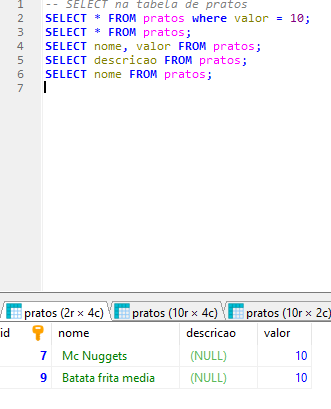 1 -- SELECT na tabela de pratos
2 SELECT * FROM pratos where valor = 10;
3 SELECT * FROM pratos;
4 SELECT nome, valor FROM pratos;
5 SELECT descricao FROM pratos;
6 SELECT nome FROM pratos;
7
pratos (2r × 4c) pratos (10r × 4c) pratos (10r × 2c)
id nome descricao valor
7 Mc Nuggets (NULL) 10
9 Batata frita media (NULL) 10